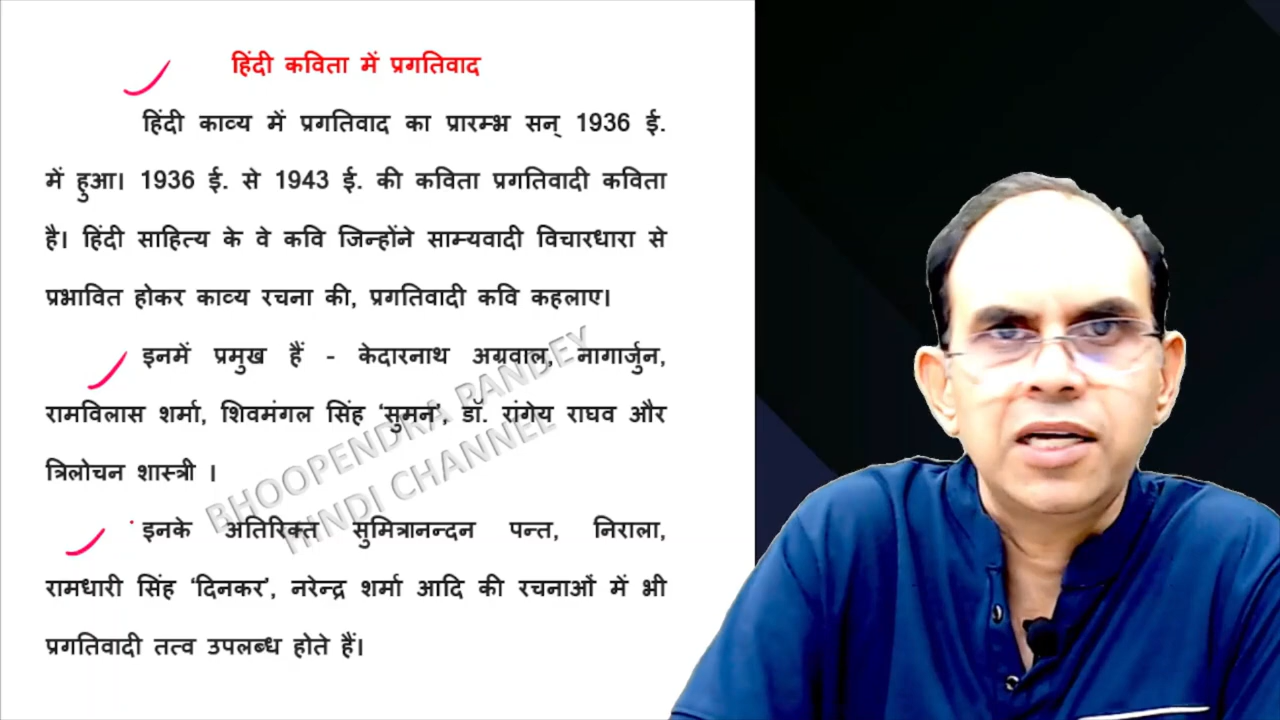 हिंदी कविता में प्रगतिवाद
हिंदी काव्य में प्रगतिवाद का प्रारम्भ सन् 1936 ई.
में हुआ। 1936 ई. से 1943 ई. की कविता प्रगतिवादी कविता
है। हिंदी साहित्य के वे कवि जिन्होंने साम्यवादी विचारधारा से
प्रभावित होकर काव्य रचना की, प्रगतिवादी कवि कहलाए।
इनमें प्रमुख हैं - केदारनाथ अग्रवाल, नागार्जुन,
रामविलास शर्मा, शिवमंगल सिंह ‘सुमन’, डॉ. रांगेय राघव और
त्रिलोचन शास्त्री ।
इनके अतिरिक्त सुमित्रानन्दन पन्त, निराला,
रामधारी सिंह ‘दिनकर’, नरेन्द्र शर्मा आदि की रचनाओं में भी
प्रगतिवादी तत्व उपलब्ध होते हैं।
BHOOPENDRA PANDEY
HINDI CHANNEL